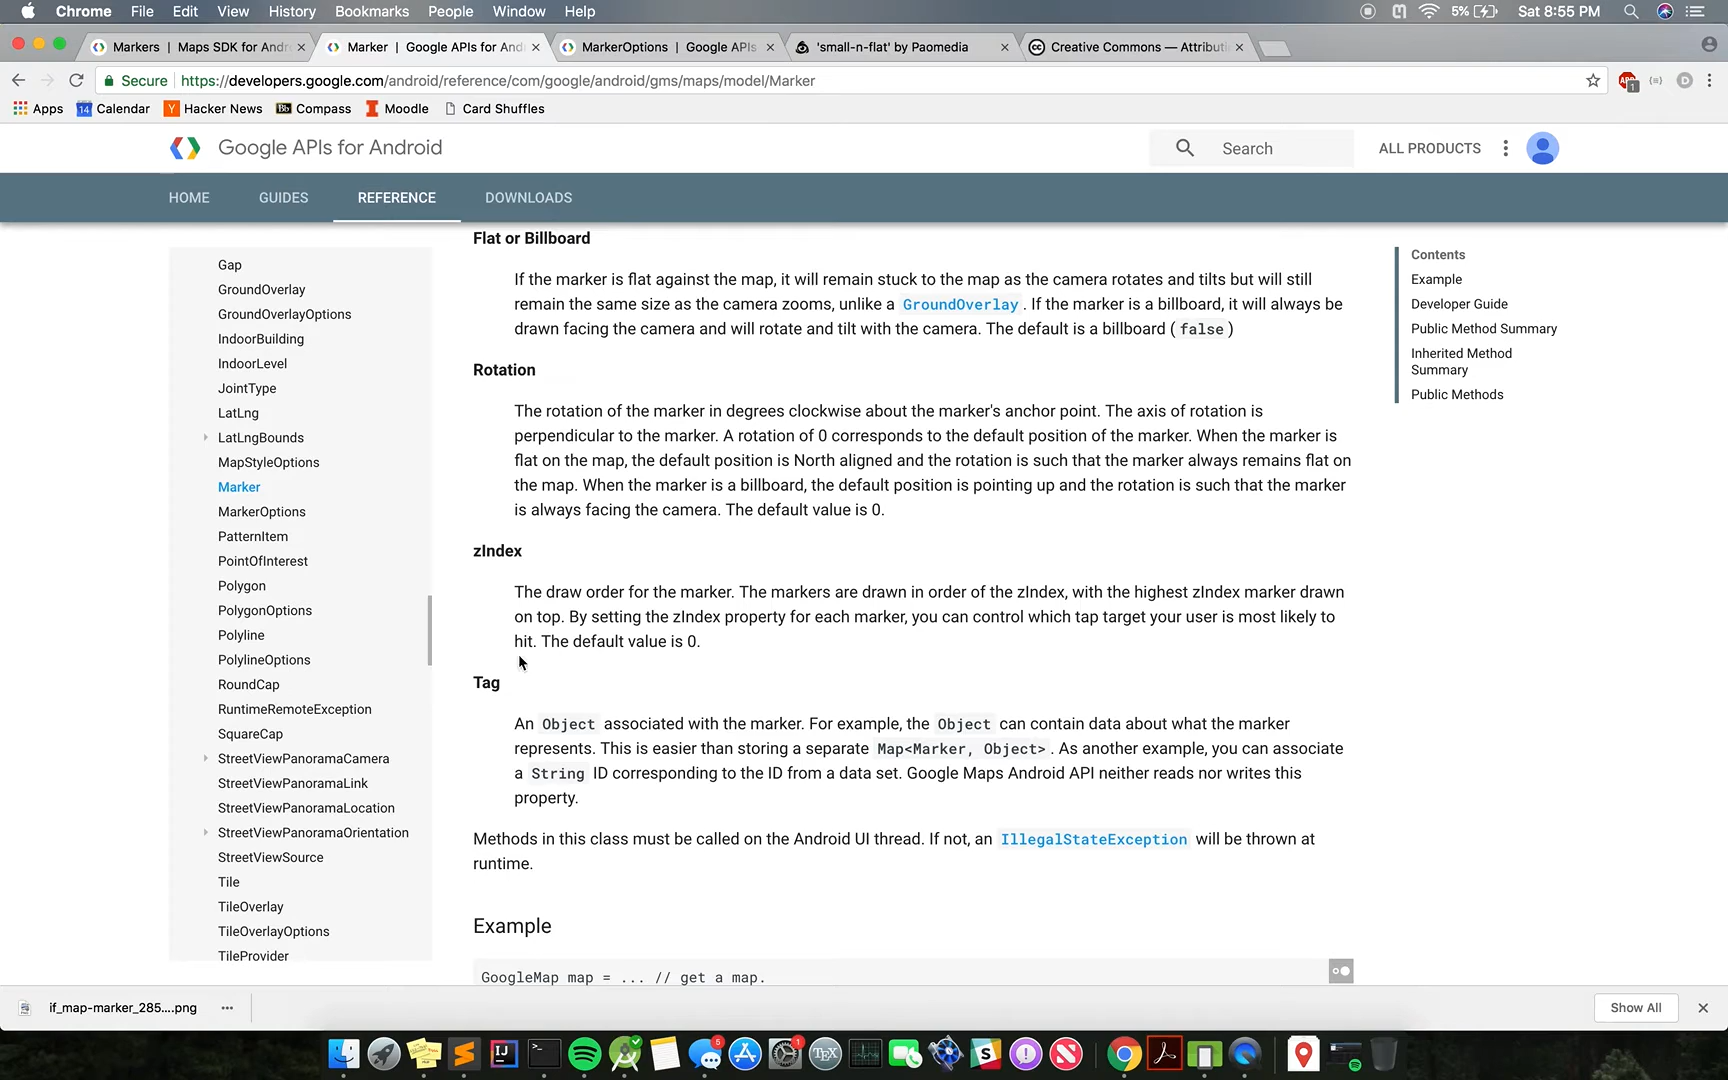 Chrome File Edit View History Bookmarks People Window Help 5% Sat 8:55 PM
Markers | Maps SDK for Andr
Marker | Google APIs for And
MarkerOptions | Google APIs
'small-n-flat' by Paomedia
Creative Commons — Attributi
Secure https://developers.google.com/android/reference/com/google/android/gms/maps/model/Marker
Apps Calendar Hacker News Compass Moodle Card Shuffles
Google APIs for Android
Search
ALL PRODUCTS
HOME GUIDES REFERENCE DOWNLOADS
Gap
GroundOverlay
GroundOverlayOptions
IndoorBuilding
IndoorLevel
JointType
LatLng
LatLngBounds
MapStyleOptions
Marker
MarkerOptions
PatternItem
PointOfInterest
Polygon
PolygonOptions
Polyline
PolylineOptions
RoundCap
RuntimeRemoteException
SquareCap
StreetViewPanoramaCamera
StreetViewPanoramaLink
StreetViewPanoramaLocation
StreetViewPanoramaOrientation
StreetViewSource
Tile
TileOverlay
TileOverlayOptions
TileProvider
Flat or Billboard
If the marker is flat against the map, it will remain stuck to the map as the camera rotates and tilts but will still
remain the same size as the camera zooms, unlike a GroundOverlay. If the marker is a billboard, it will always be
drawn facing the camera and will rotate and tilt with the camera. The default is a billboard (false)
Rotation
The rotation of the marker in degrees clockwise about the marker's anchor point. The axis of rotation is
perpendicular to the marker. A rotation of 0 corresponds to the default position of the marker. When the marker is
flat on the map, the default position is North aligned and the rotation is such that the marker always remains flat on
the map. When the marker is a billboard, the default position is pointing up and the rotation is such that the marker
is always facing the camera. The default value is 0.
zIndex
The draw order for the marker. The markers are drawn in order of the zIndex, with the highest zIndex marker drawn
on top. By setting the zIndex property for each marker, you can control which tap target your user is most likely to
hit. The default value is 0.
Tag
An Object associated with the marker. For example, the Object can contain data about what the marker
represents. This is easier than storing a separate Map<Marker, Object>. As another example, you can associate
a String ID corresponding to the ID from a data set. Google Maps Android API neither reads nor writes this
property.
Methods in this class must be called on the Android UI thread. If not, an IllegalStateException will be thrown at
runtime.
Example
GoogleMap map = ... // get a map.
Contents
Example
Developer Guide
Public Method Summary
Inherited Method
Summary
Public Methods
if_map-marker_285....png
Show All